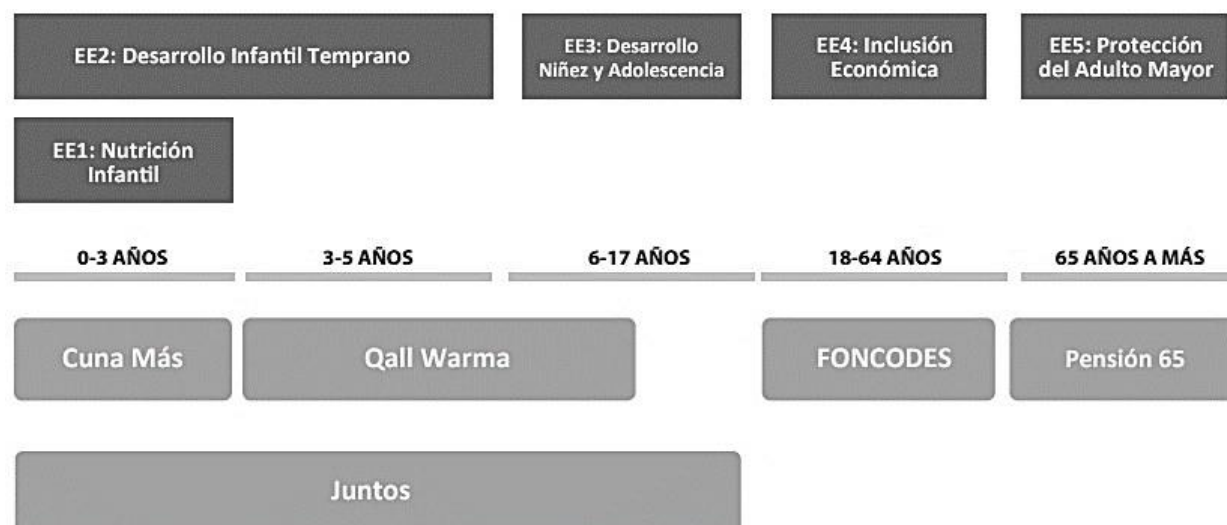 EE2: Desarrollo Infantil Temprano
EE3: Desarrollo
Niñez y Adolescencia
EE4: Inclusión
Económica
EE5: Protección
del Adulto Mayor
EE1: Nutrición
Infantil
0-3 AÑOS
3-5 AÑOS
6-17 AÑOS
18-64 AÑOS
65 AÑOS A MÁS
Cuna Más
Qall Warma
FONCODES
Pensión 65
Juntos